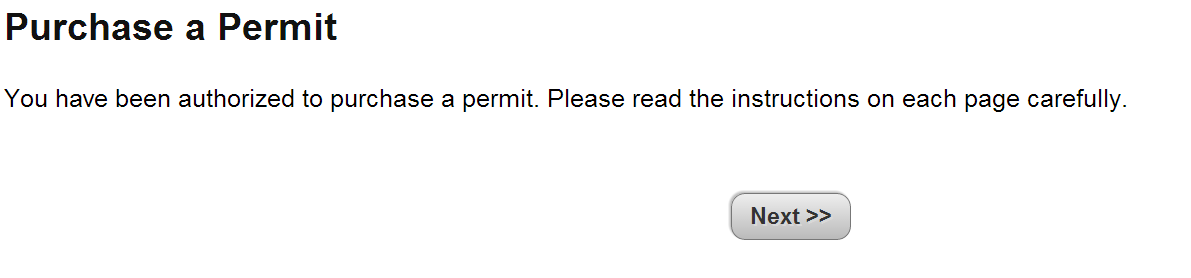 Purchase a Permit
You have been authorized to purchase a permit. Please read the instructions on each page carefully.
Next >>